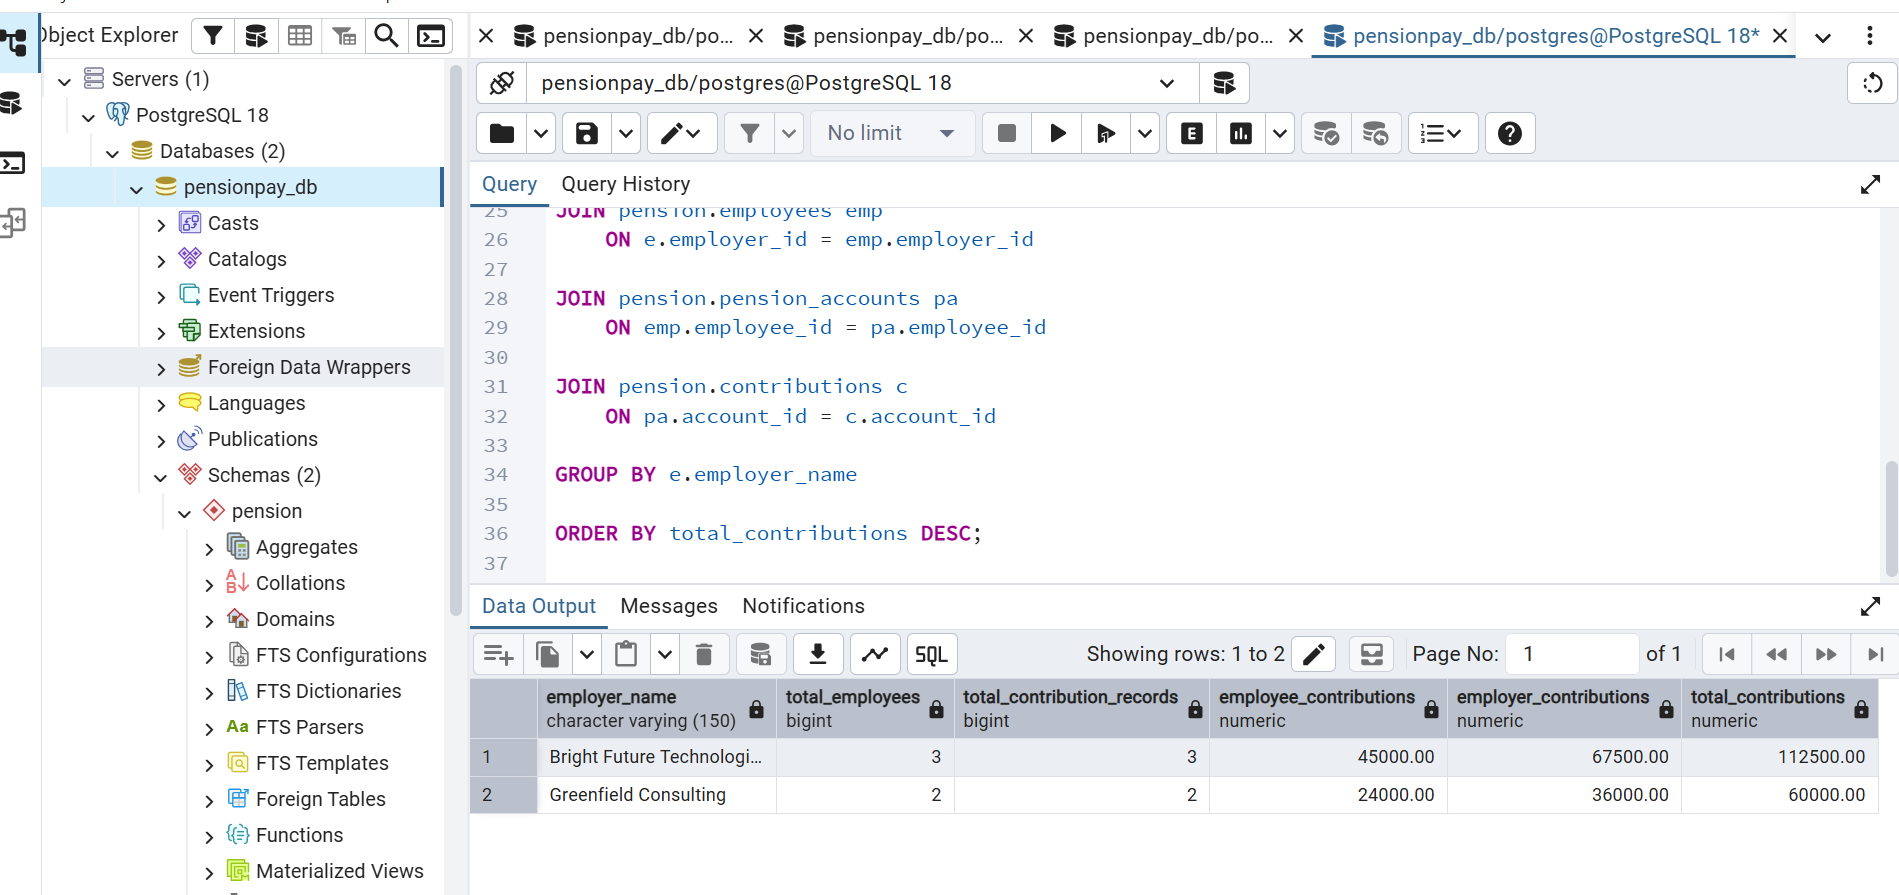 Object Explorer
pensionpay_db/po...
pensionpay_db/po...
pensionpay_db/po...
pensionpay_db/postgres@PostgreSQL 18*
Servers (1)
PostgreSQL 18
Databases (2)
pensionpay_db
Casts
Catalogs
Event Triggers
Extensions
Foreign Data Wrappers
Languages
Publications
Schemas (2)
pension
Aggregates
Collations
Domains
FTS Configurations
FTS Dictionaries
Aa FTS Parsers
FTS Templates
Foreign Tables
Functions
Materialized Views
pensionpay_db/postgres@PostgreSQL 18
No limit
E
Query Query History
25 JOIN pension.employees emp
26 ON e.employer_id = emp.employer_id
27
28 JOIN pension.pension_accounts pa
29 ON emp.employee_id = pa.employee_id
30
31 JOIN pension.contributions c
32 ON pa.account_id = c.account_id
33
34 GROUP BY e.employer_name
35
36 ORDER BY total_contributions DESC;
37
Data Output Messages Notifications
SQL Showing rows: 1 to 2 Page No: 1 of 1
employer_name total_employees total_contribution_records employee_contributions employer_contributions total_contributions
character varying (150) bigint bigint numeric numeric numeric
1 Bright Future Technologi... 3 3 45000.00 67500.00 112500.00
2 Greenfield Consulting 2 2 24000.00 36000.00 60000.00